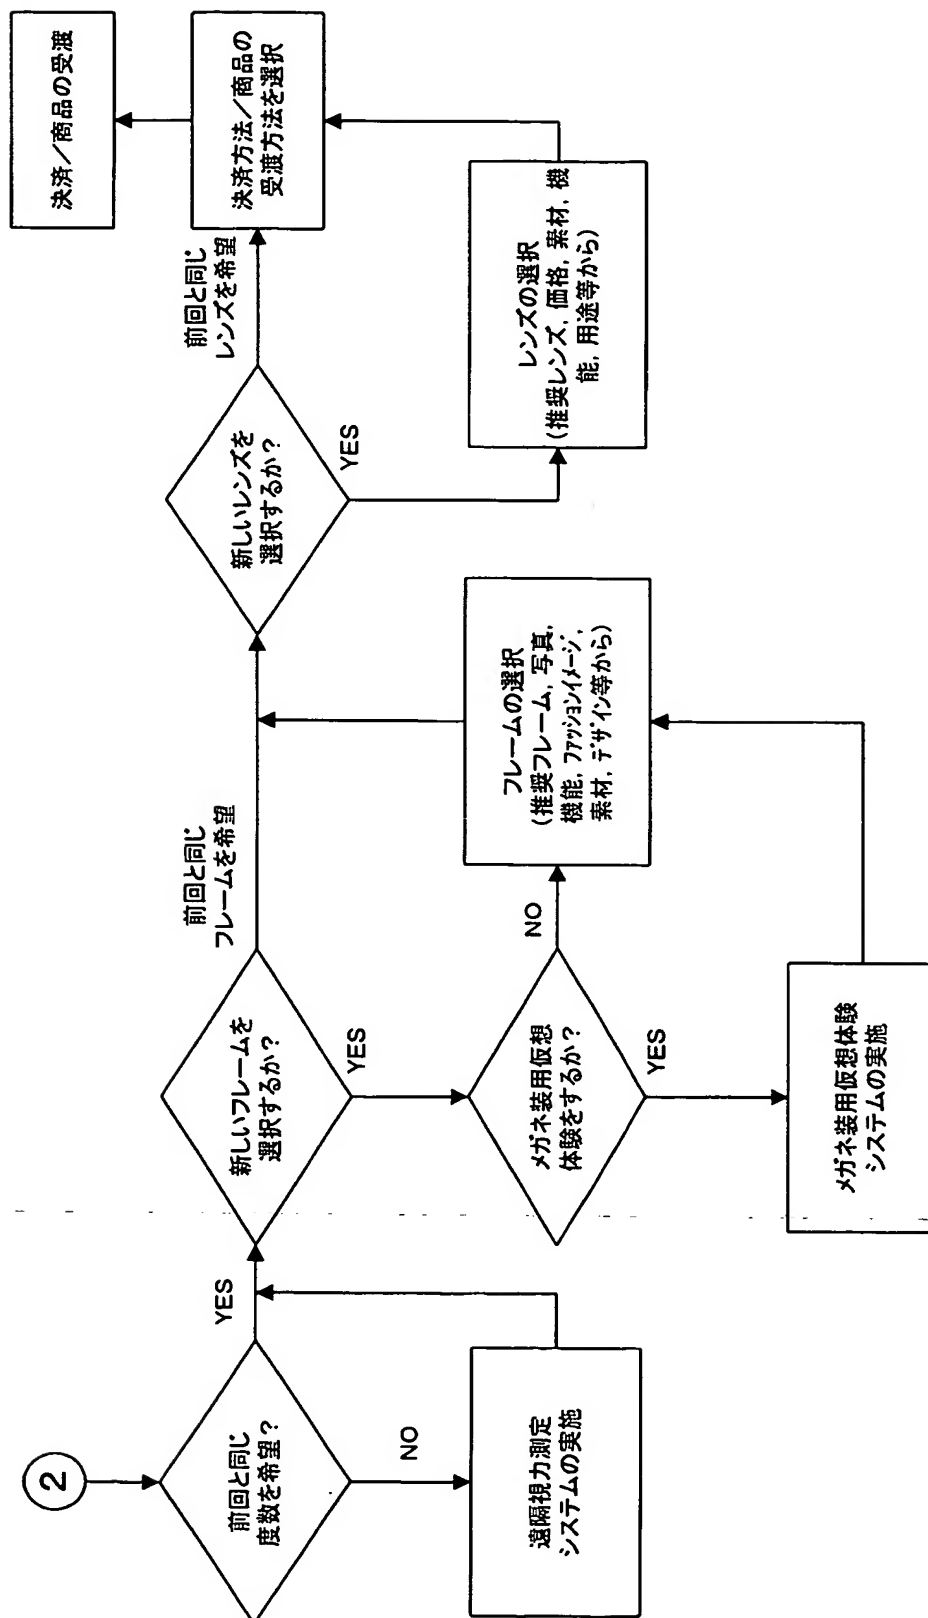 2
前回と同じ
度数を希望？
YES
NO
遠隔視力測定
システムの実施
新しいフレームを
選択するか？
前回と同じ
フレームを希望
YES
メガネ装用仮想
体験をするか？
NO
YES
メガネ装用仮想体験
システムの実施
フレームの選択
(推奨フレーム, 写真,
機能, ﾌｧｯｼｮﾝｲﾒｰｼﾞ,
素材, ﾃﾞｻﾞｲﾝ等から)
新しいレンズを
選択するか？
前回と同じ
レンズを希望
YES
レンズの選択
(推奨レンズ, 価格, 素材, 機
能, 用途等から)
決済方法／商品の
受渡方法を選択
決済／商品の受渡